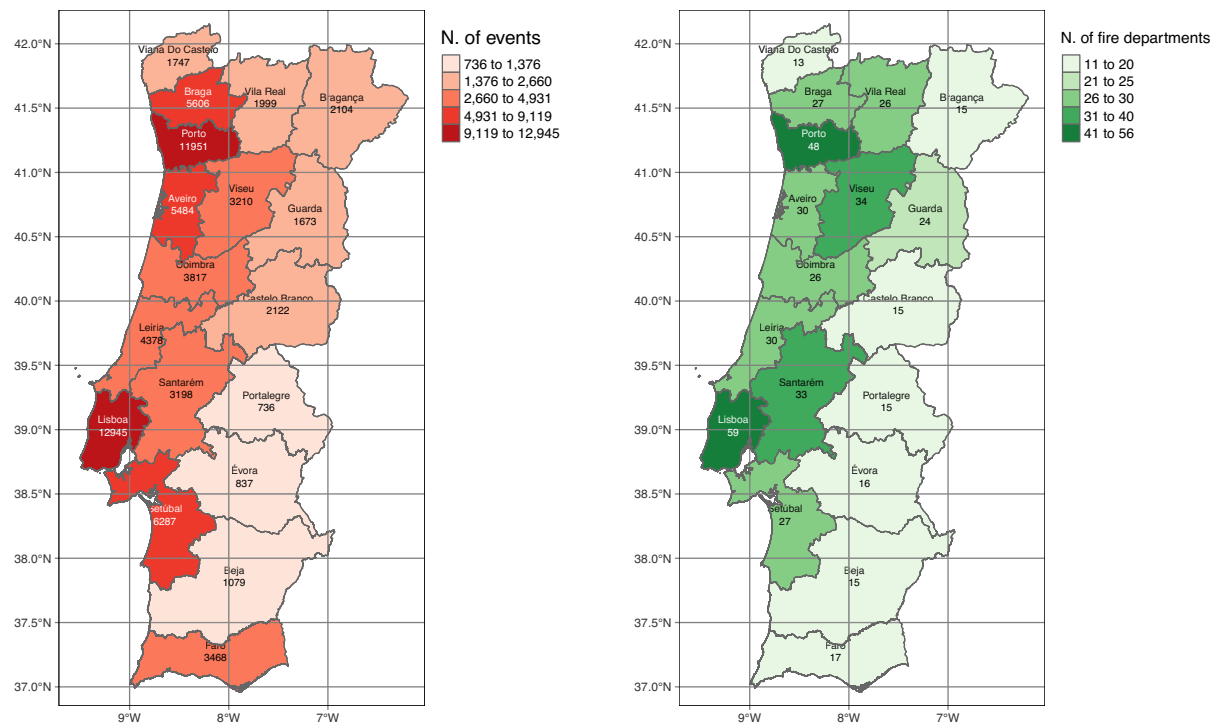 N. of events
736 to 1,376
1,376 to 2,660
2,660 to 4,931
4,931 to 9,119
9,119 to 12,945
42.0°N
41.5°N
41.0°N
40.5°N
40.0°N
39.5°N
39.0°N
38.5°N
38.0°N
37.5°N
37.0°N
Viana Do Castelo
1747
Braga
5606
Vila Real
1999
Bragança
2104
Porto
11951
Viseu
3210
Aveiro
5484
Guarda
1673
Coimbra
3817
Castelo Branco
2122
Leiria
4378
Santarém
3198
Portalegre
736
Lisboa
12945
Évora
837
Setúbal
6287
Beja
1079
Faro
3468
9°W
8°W
7°W
N. of fire departments
11 to 20
21 to 25
26 to 30
31 to 40
41 to 56
42.0°N
41.5°N
41.0°N
40.5°N
40.0°N
39.5°N
39.0°N
38.5°N
38.0°N
37.5°N
37.0°N
Viana Do Castelo
13
Braga
27
Vila Real
26
Bragança
15
Porto
48
Viseu
34
Aveiro
30
Guarda
24
Coimbra
26
Castelo Branco
15
Leiria
30
Santarém
33
Portalegre
15
Lisboa
59
Évora
16
Setúbal
27
Beja
15
Faro
17
9°W
8°W
7°W